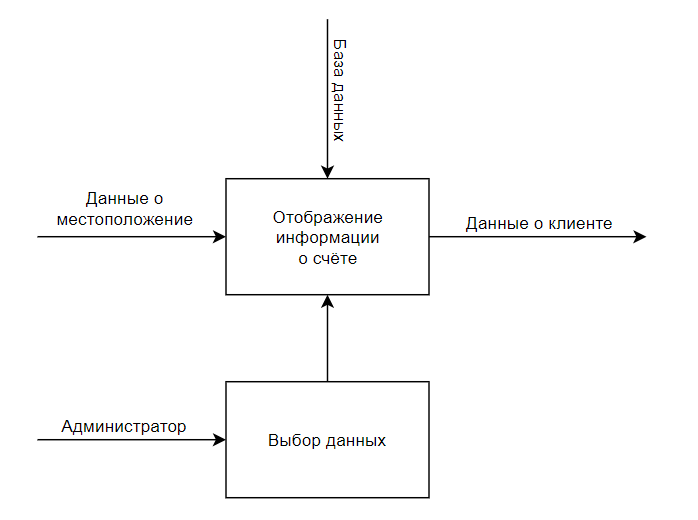 База данных
Данные о
местоположение
Отображение
информации
о счёте
Данные о клиенте
Администратор
Выбор данных